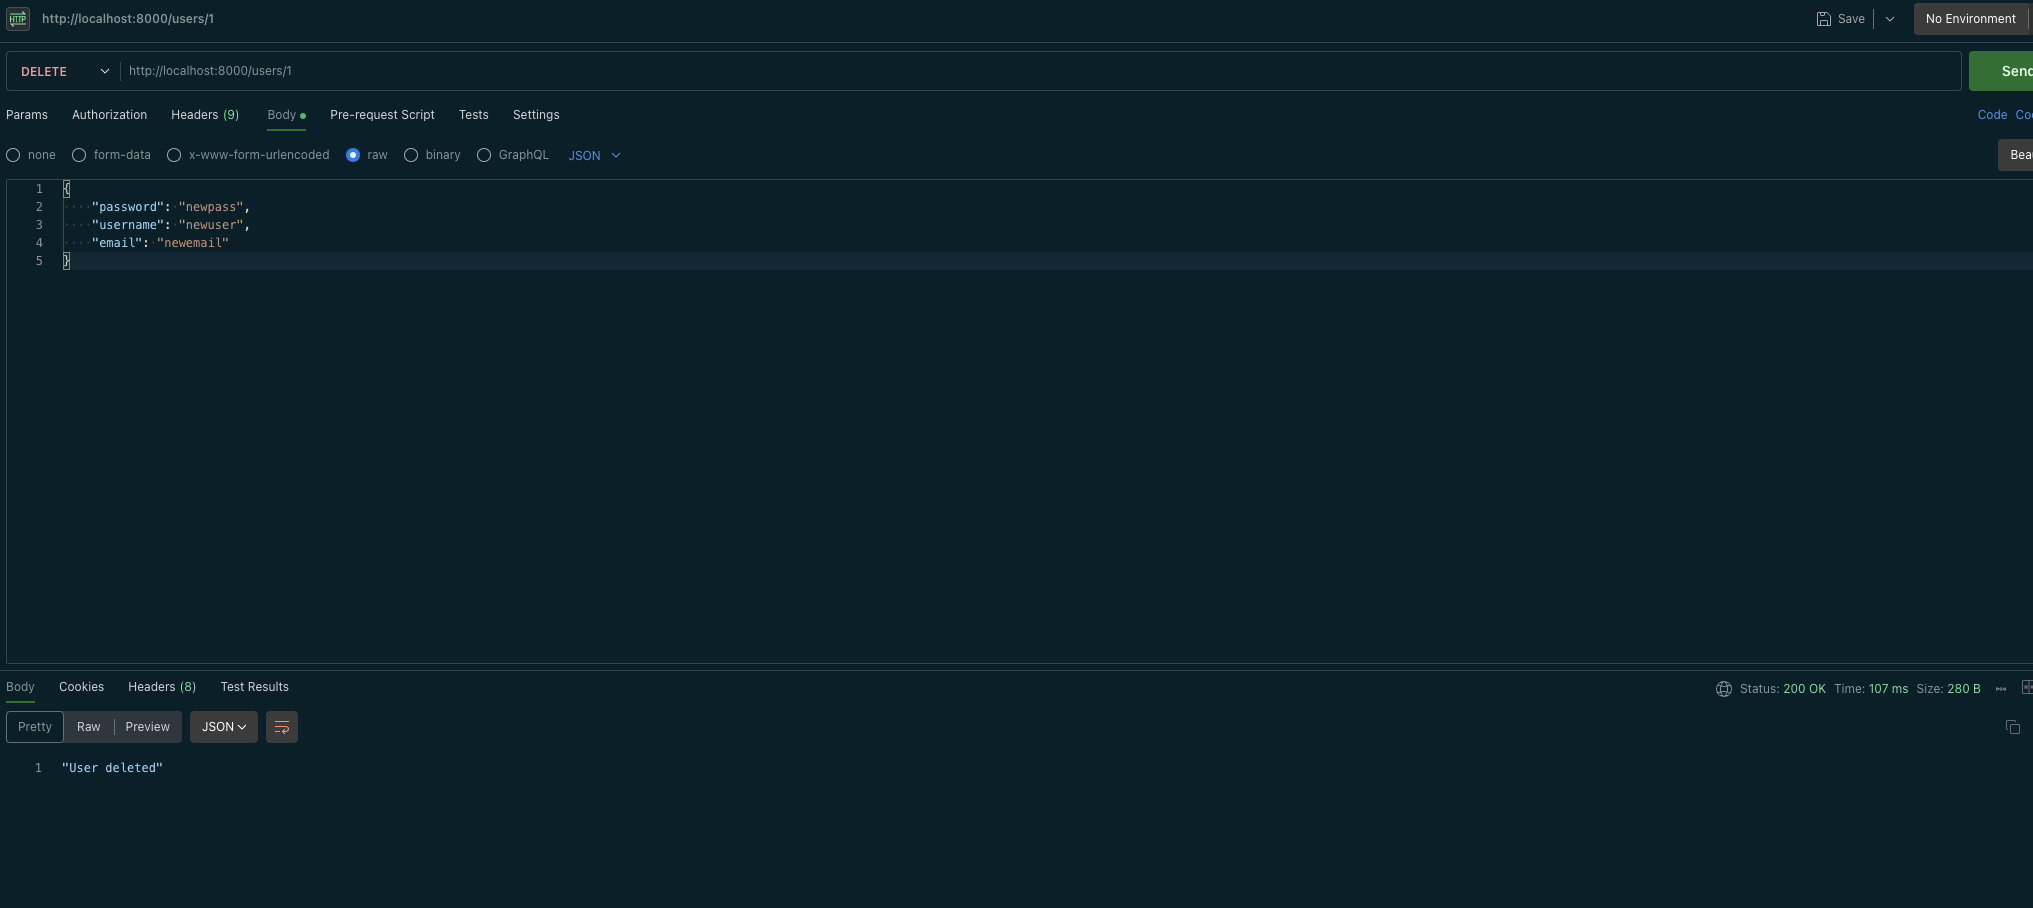 HTTP http://localhost:8000/users/1 Save No Environment
DELETE http://localhost:8000/users/1 Send
Params Authorization Headers (9) Body Pre-request Script Tests Settings Code
none form-data x-www-form-urlencoded raw binary GraphQL JSON
1 {
2 "password": "newpass",
3 "username": "newuser",
4 "email": "newemail"
5 }
Body Cookies Headers (8) Test Results Status: 200 OK Time: 107 ms Size: 280 B
Pretty Raw Preview JSON
1 "User deleted"